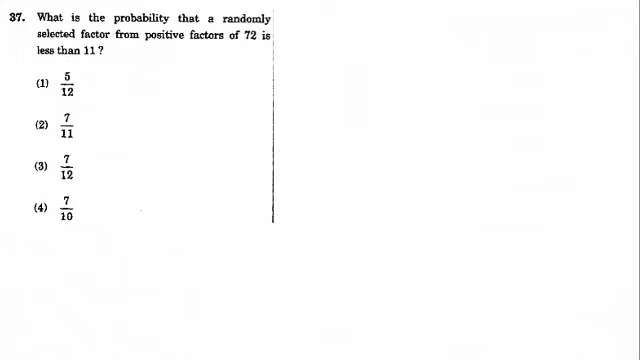 37. What is the probability that a randomly
selected factor from positive factors of 72 is
less than 11 ?
(1) 5/12
(2) 7/11
(3) 7/12
(4) 7/10